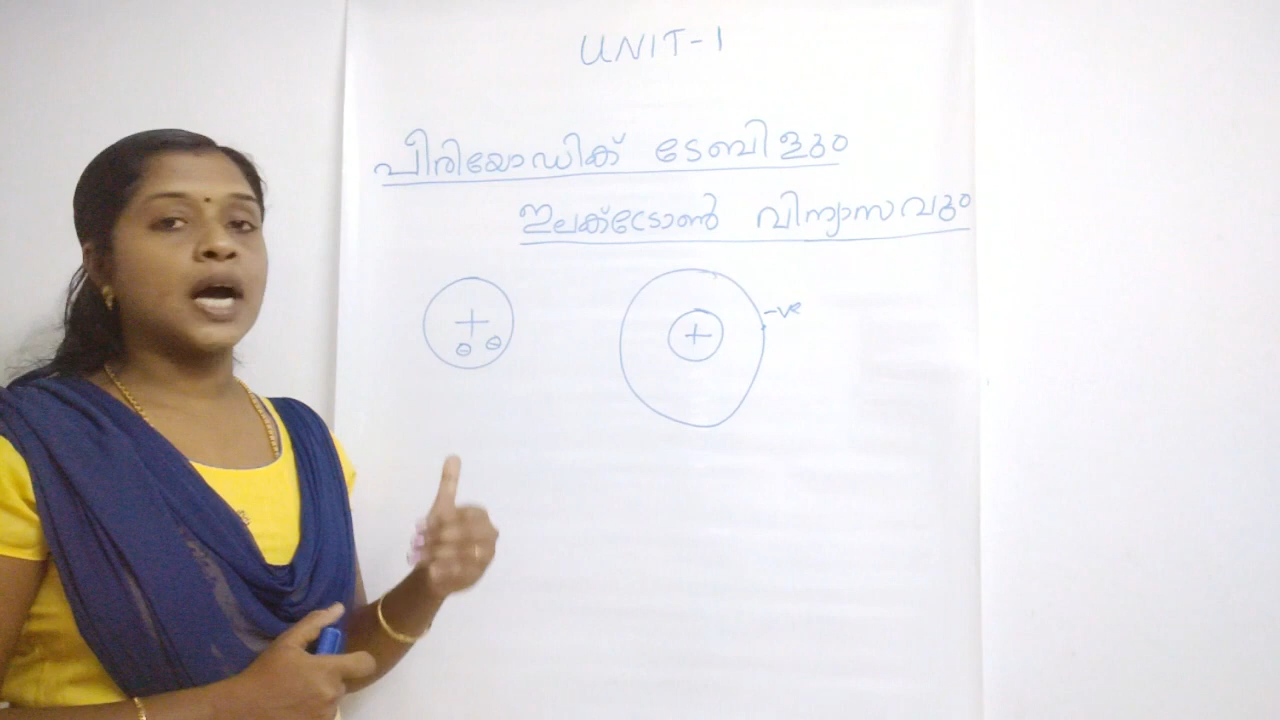 UNIT-1
പീരിയോഡിക് ടേബിളും
ഇലക്ട്രോൺ വിന്യാസവും
+
- -
+
-ve